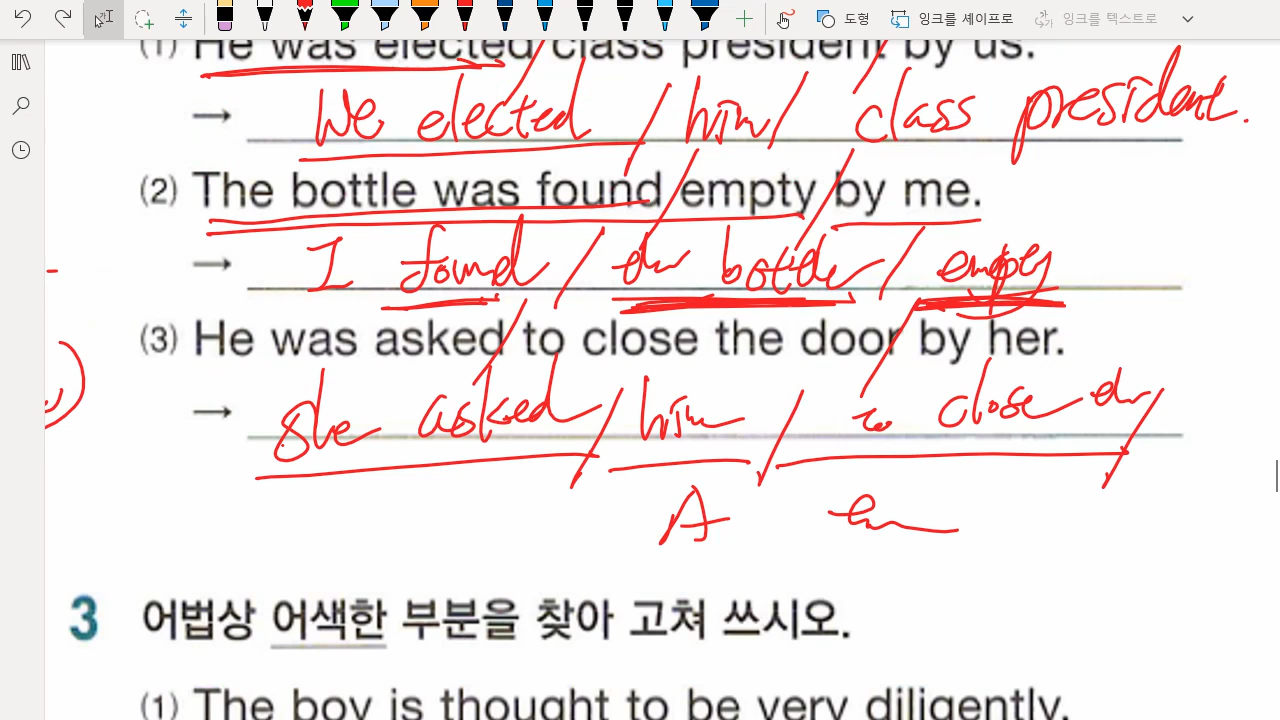 도형 잉크를 셰이프로 잉크를 텍스트로
(1) He was elected class president by us.
→ We elected / him / class president.
(2) The bottle was found empty by me.
→ I found / the bottle / empty
(3) He was asked to close the door by her.
→ She asked / him / to close the /
A
3 어법상 어색한 부분을 찾아 고쳐 쓰시오.
(1) The boy is thought to be very diligently.